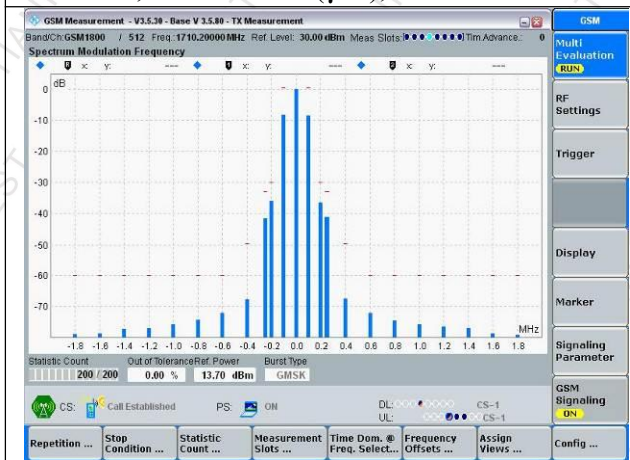 GSM Measurement - V3.5.30 - Base V 3.5.80 - TX Measurement
GSM
Band/Ch:GSM1800 / 512 Freq.:1710.20000MHz Ref. Level: 30.00dBm Meas Slots: Tim.Advance.: 0
Spectrum Modulation Frequency
x: y: --- x: y: --- x: y: ---
dB
0
-10
-20
-30
-40
-50
-60
-70
MHz
-1.8 -1.6 -1.4 -1.2 -1.0 -0.8 -0.6 -0.4 -0.2 0.0 0.2 0.4 0.6 0.8 1.0 1.2 1.4 1.6 1.8
Statistic Count Out of Tolerance Ref. Power Burst Type
200 / 200 0.00 % 13.70 dBm GMSK
CS: Call Established PS: ON DL: CS-1
UL: CS-1
Multi
Evaluation
RUN
RF
Settings
Trigger
Display
Marker
Signaling
Parameter
GSM
Signaling
ON
Repetition ... Stop Condition ... Statistic Count ... Measurement Slots ... Time Dom. @ Freq. Select... Frequency Offsets ... Assign Views ... Config ...